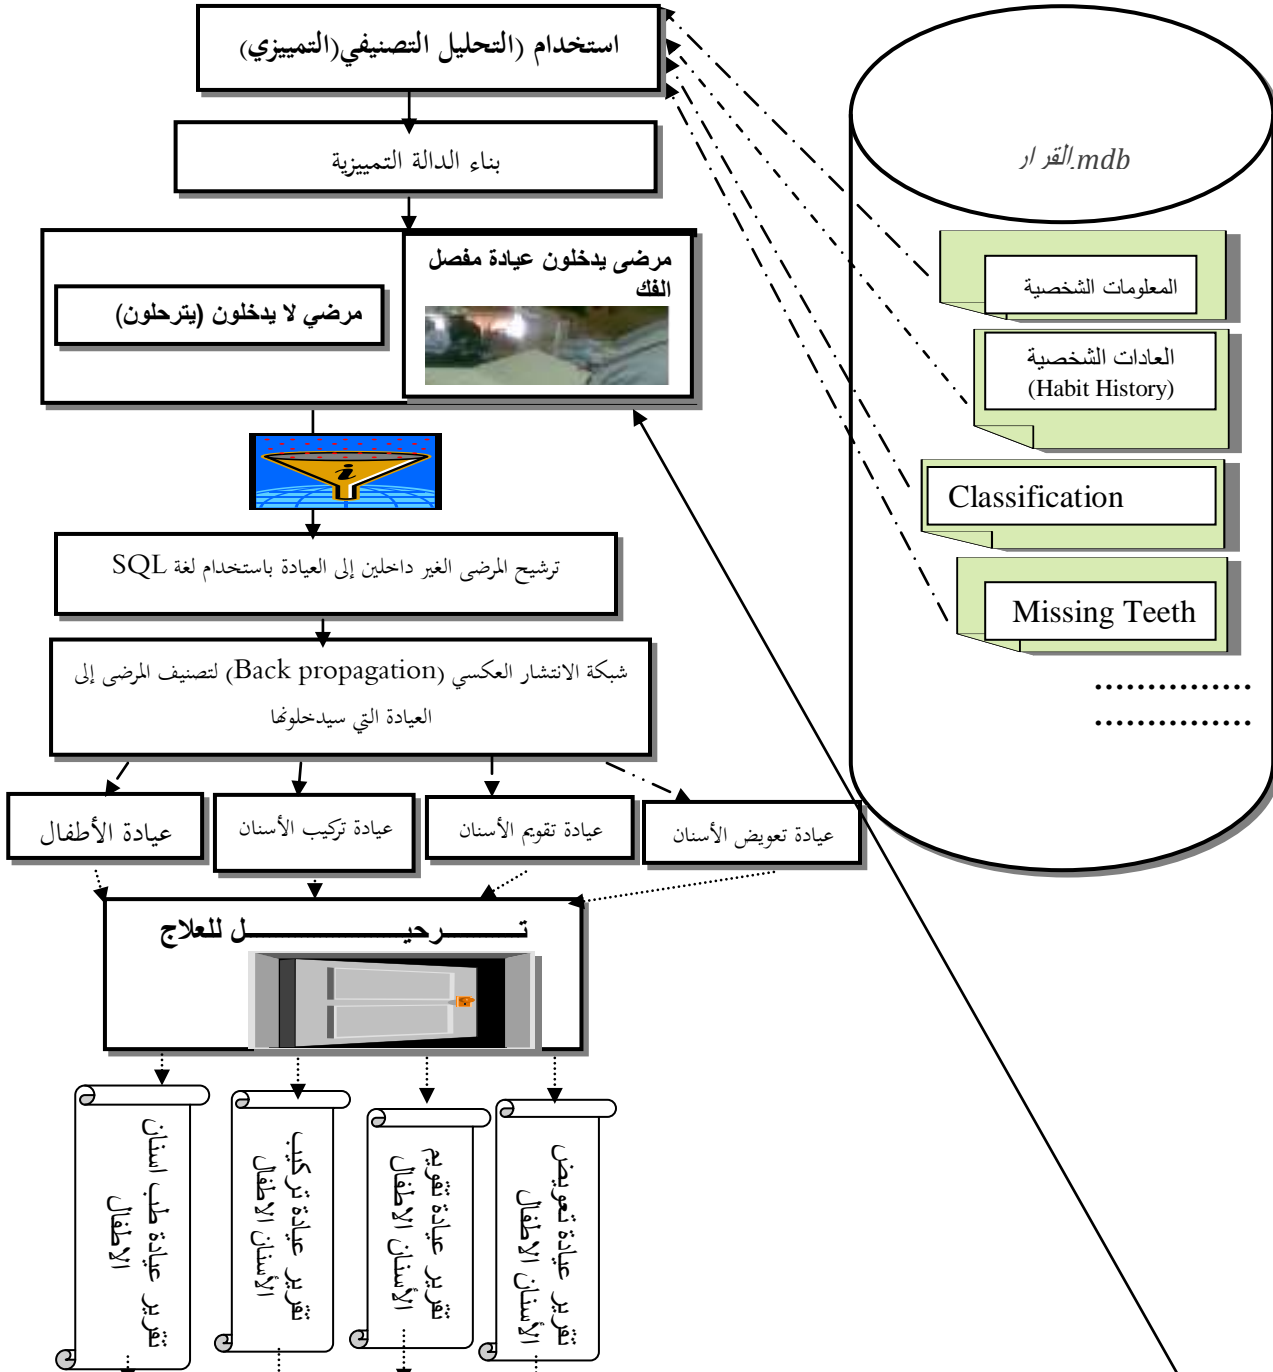 استخدام (التحليل التصنيفي(التمييزي)
بناء الدالة التمييزية
مرضى يدخلون عيادة مفصل
الفك
مرضي لا يدخلون (يترحلون)
ترشيح المرضى الغير داخلين إلى العيادة باستخدام لغة SQL
شبكة الانتشار العكسي (Back propagation) لتصنيف المرضى إلى
العيادة التي سيدخلونها
عيادة الأطفال
عيادة تركيب الأسنان
عيادة تقويم الأسنان
عيادة تعويض الأسنان
تـــــرحيـــــــــــــل للعلاج
تقرير عيادة طب اسنان
الاطفال
تقرير عيادة تركيب
الأسنان الاطفال
تقرير عيادة تقويم
الأسنان الاطفال
تقرير عيادة تعويض
الأسنان الاطفال
القرار.mdb
المعلومات الشخصية
العادات الشخصية
(Habit History)
Classification
Missing Teeth
...............
...............